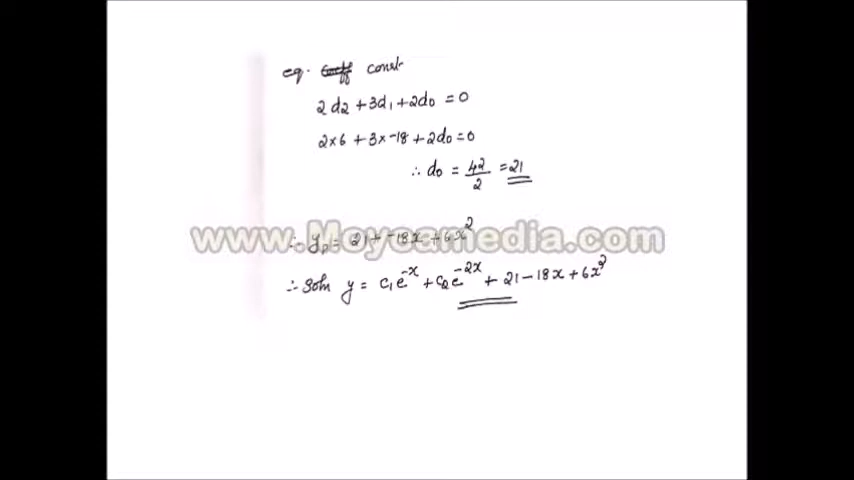 eq. coeff const
2d₂ + 3d₁ + 2d₀ = 0
2×6 + 3×-18 + 2d₀ = 0
∴ d₀ = 42/2 = 21
www.Moycamedia.com
∴ yₚ = 21 + -18x + 6x²
∴ Soln y = c₁e^-x + c₂e^-2x + 21 - 18x + 6x²